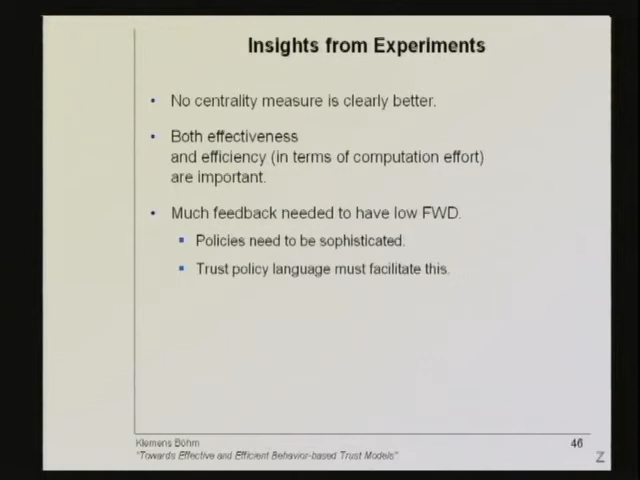 Insights from Experiments
• No centrality measure is clearly better.
• Both effectiveness
and efficiency (in terms of computation effort)
are important.
• Much feedback needed to have low FWD.
▪ Policies need to be sophisticated.
▪ Trust policy language must facilitate this.
Klemens Böhm
"Towards Effective and Efficient Behavior-based Trust Models"
46
Z